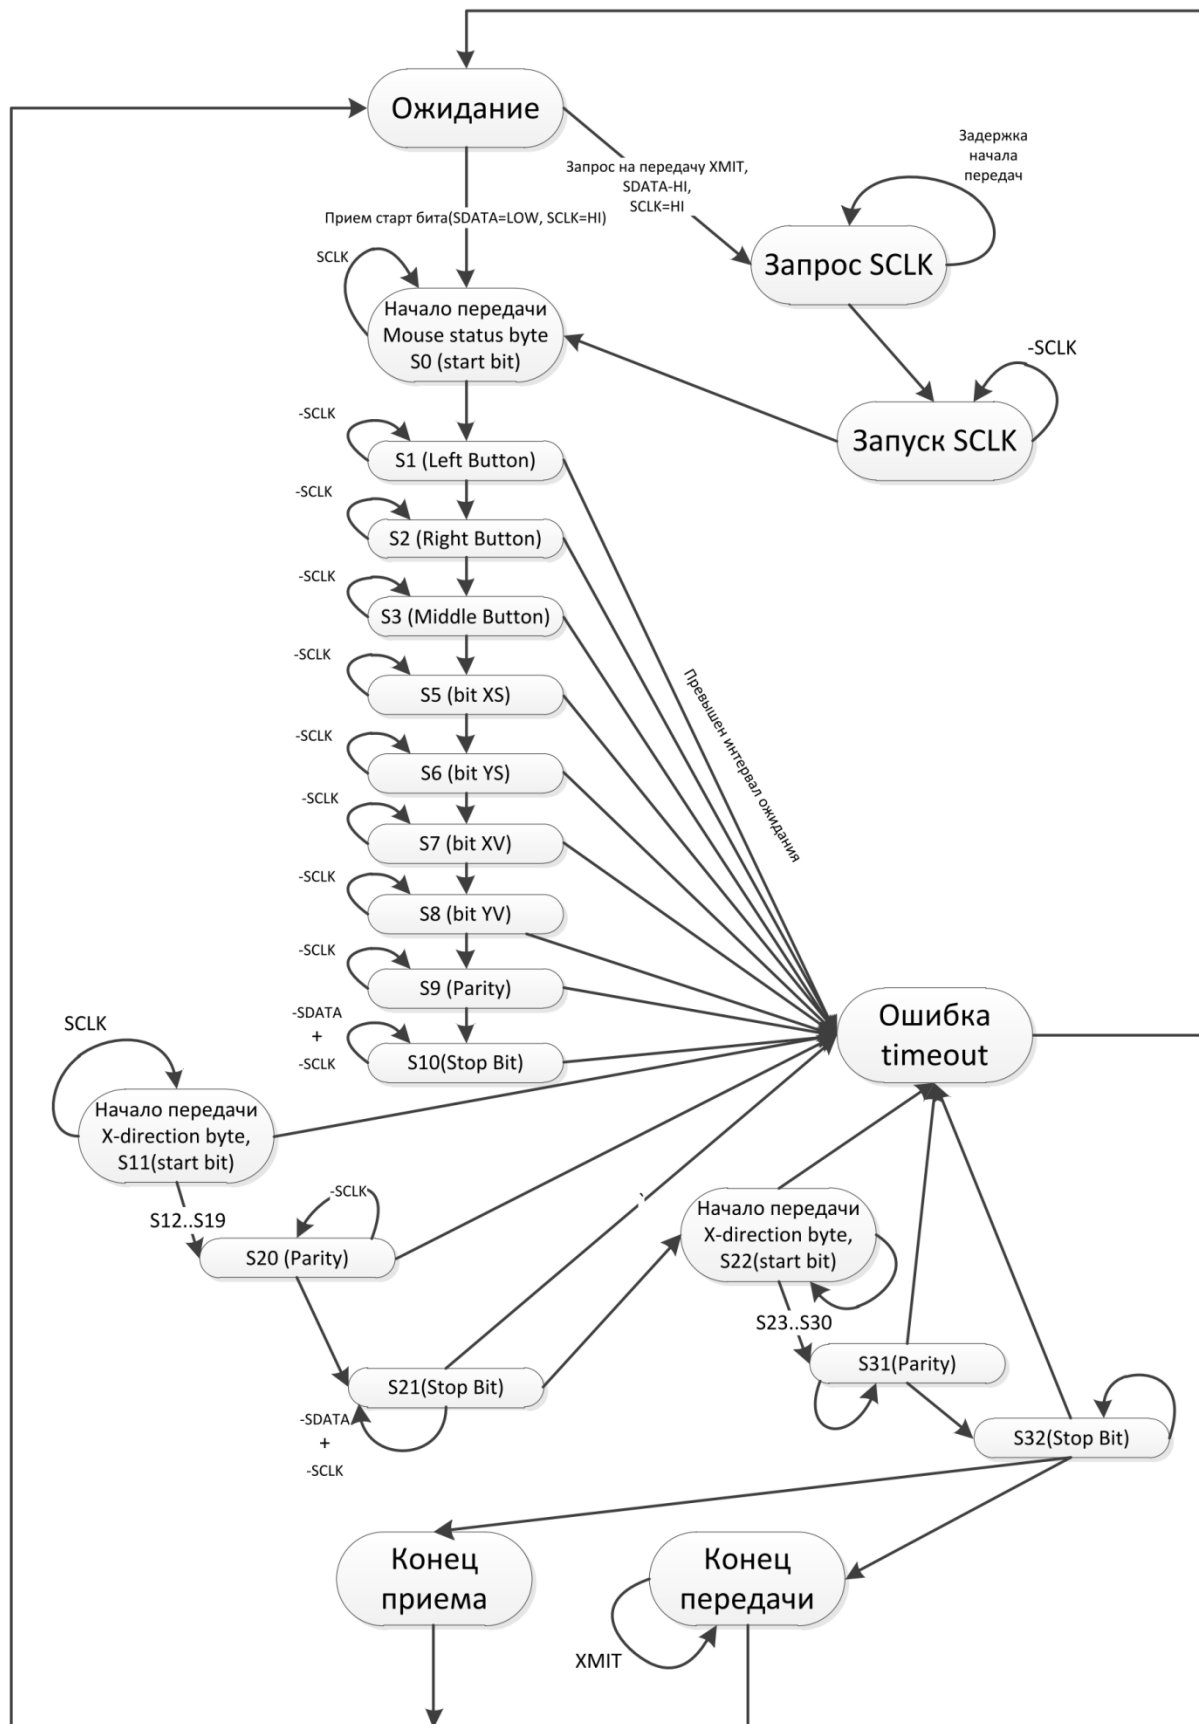 Ожидание
Задержка
начала
передач
Запрос на передачу XMIT,
SDATA-HI,
SCLK=HI
Прием старт бита(SDATA=LOW, SCLK=HI)
SCLK
Запрос SCLK
Начало передачи
Mouse status byte
S0 (start bit)
-SCLK
Запуск SCLK
-SCLK
S1 (Left Button)
-SCLK
S2 (Right Button)
-SCLK
S3 (Middle Button)
-SCLK
S5 (bit XS)
Превышен интервал ожидания
-SCLK
S6 (bit YS)
-SCLK
S7 (bit XV)
-SCLK
S8 (bit YV)
-SCLK
S9 (Parity)
-SDATA
+
-SCLK
S10(Stop Bit)
Ошибка
timeout
SCLK
Начало передачи
X-direction byte,
S11(start bit)
S12..S19
-SCLK
S20 (Parity)
Начало передачи
X-direction byte,
S22(start bit)
S23..S30
S31(Parity)
S21(Stop Bit)
-SDATA
+
-SCLK
S32(Stop Bit)
Конец
приема
Конец
передачи
XMIT